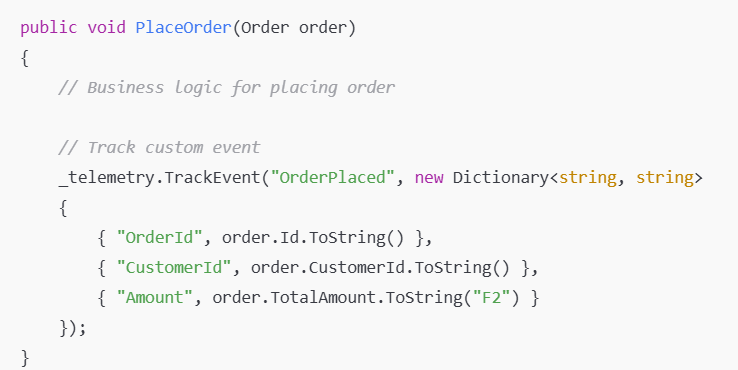 public void PlaceOrder(Order order)
{
    // Business logic for placing order

    // Track custom event
    _telemetry.TrackEvent("OrderPlaced", new Dictionary<string, string>
    {
        { "OrderId", order.Id.ToString() },
        { "CustomerId", order.CustomerId.ToString() },
        { "Amount", order.TotalAmount.ToString("F2") }
    });
}